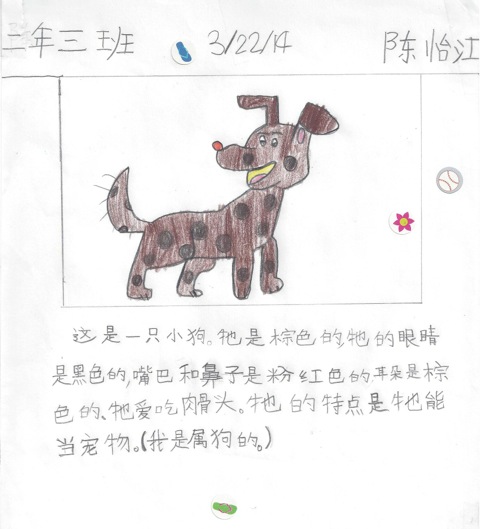 三年三班 3/22/14 陈怡江
这是一只小狗。牠是棕色的,牠的眼睛
是黑色的,嘴巴和鼻子是粉红色的.耳朵是棕
色的、牠爱吃肉骨头。牠的特点是牠能
当宠物。(我是属狗的。)